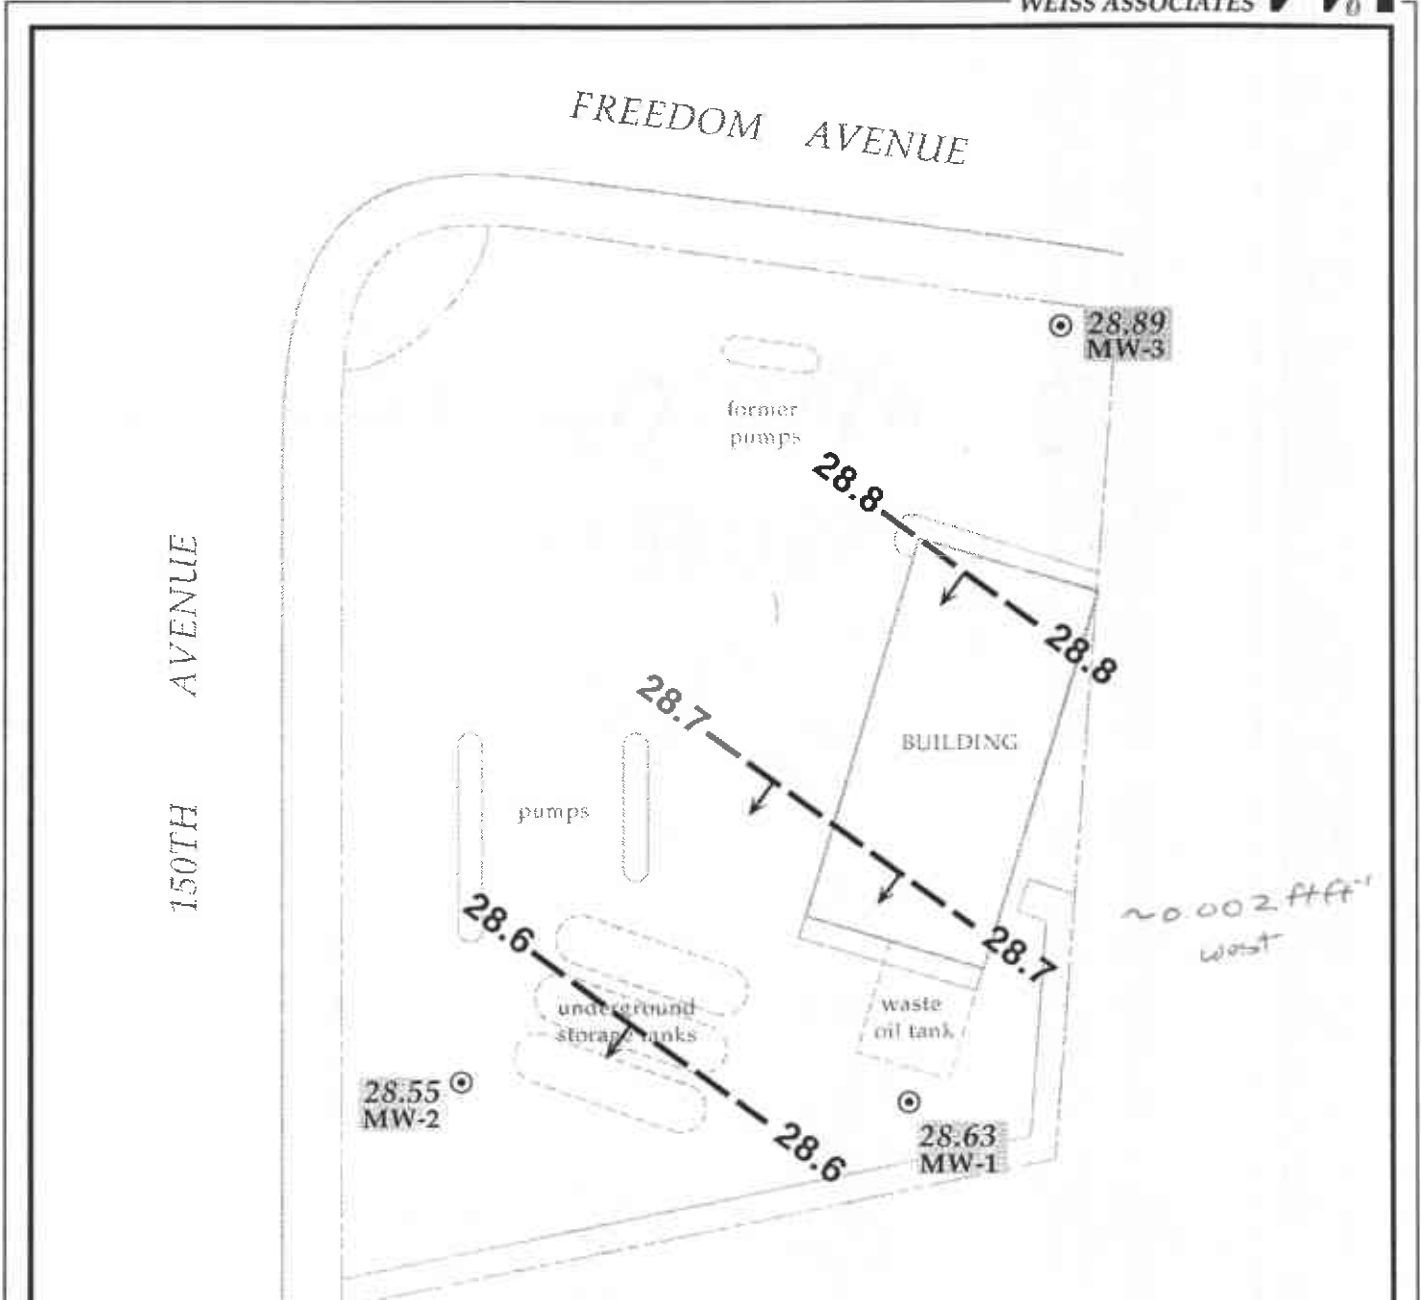 WEISS ASSOCIATES
FREEDOM AVENUE
28.89
MW-3
former
pumps
28.8
28.8
150TH AVENUE
28.7
BUILDING
pumps
28.6
~0.002 ftft⁻¹
west
28.7
waste
oil tank
underground
storage tanks
28.55
MW-2
28.63
MW-1
28.6